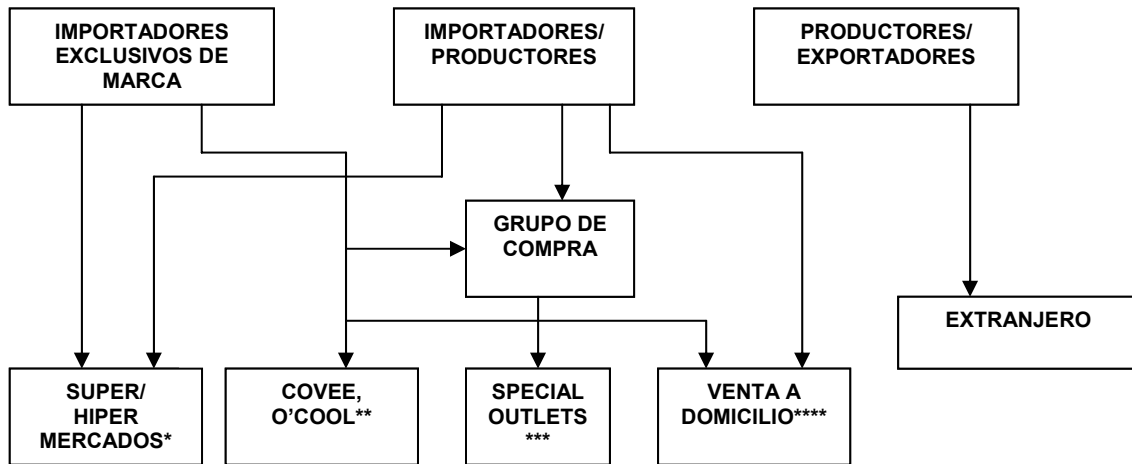 IMPORTADORES
EXCLUSIVOS DE
MARCA
IMPORTADORES/
PRODUCTORES
PRODUCTORES/
EXPORTADORES
GRUPO DE
COMPRA
EXTRANJERO
SUPER/
HIPER
MERCADOS*
COVEE,
O’COOL**
SPECIAL
OUTLETS
***
VENTA A
DOMICILIO****